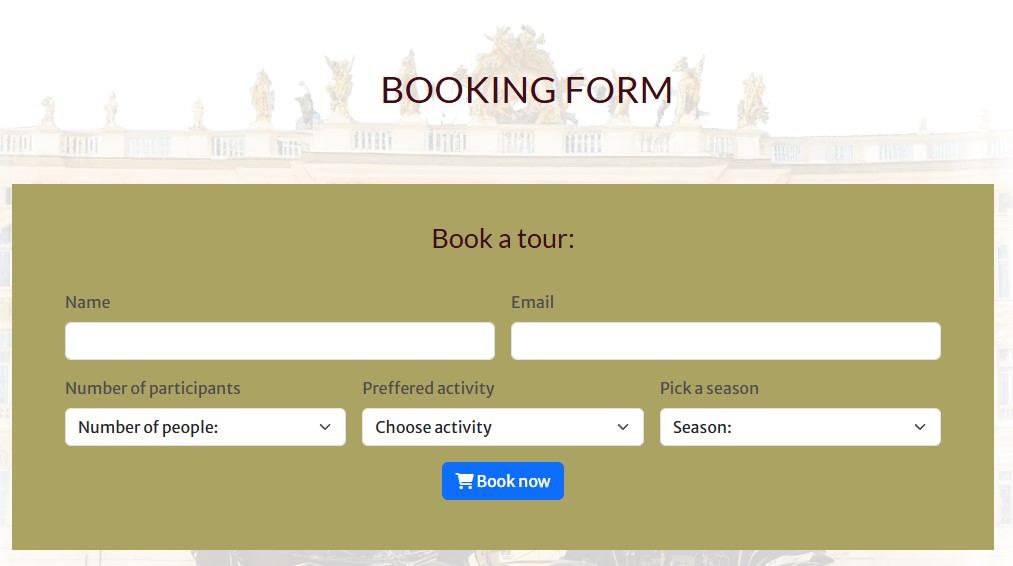 BOOKING FORM
Book a tour:
Name Email
Number of participants Preffered activity Pick a season
Number of people: Choose activity Season:
Book now